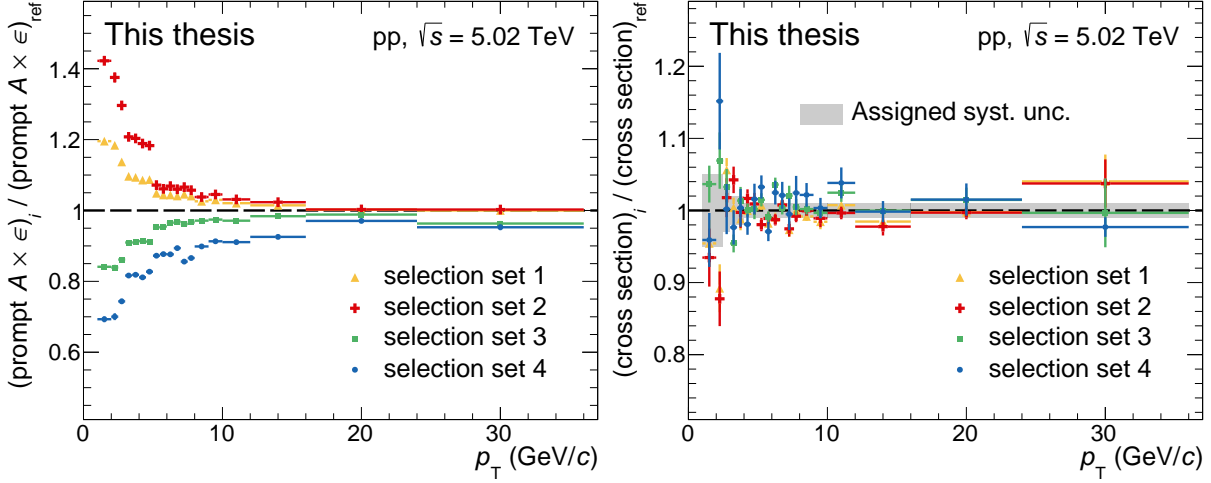 This thesis
pp, √s = 5.02 TeV
(prompt A × ϵ)i / (prompt A × ϵ)ref
1.4
1.2
1
0.8
0.6
selection set 1
selection set 2
selection set 3
selection set 4
0 10 20 30
pT (GeV/c)
This thesis
pp, √s = 5.02 TeV
(cross section)i / (cross section)ref
1.2
1.1
1
0.9
0.8
Assigned syst. unc.
selection set 1
selection set 2
selection set 3
selection set 4
0 10 20 30
pT (GeV/c)